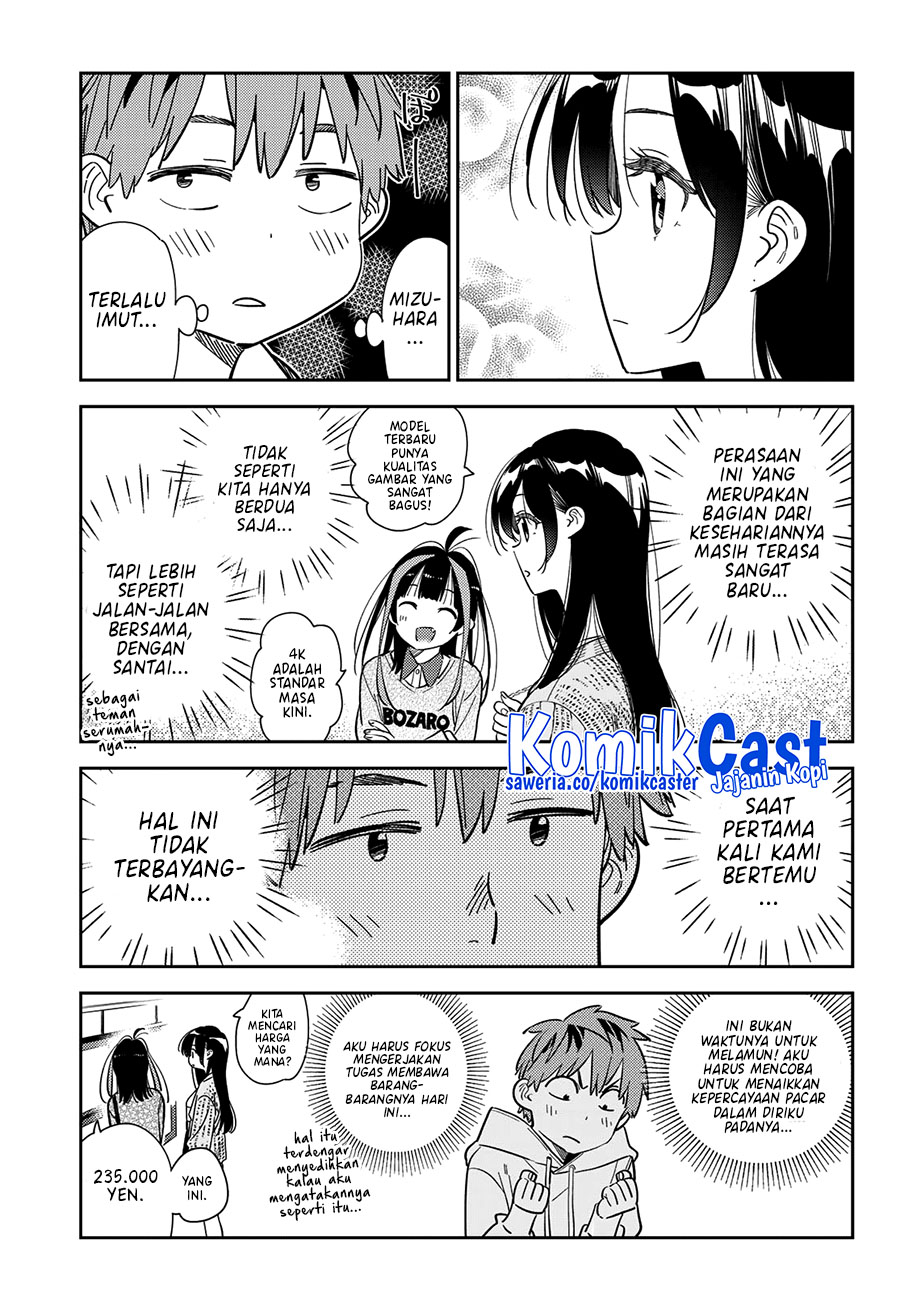 ぽ
MIZU-
HARA
...
TERLALU
IMUT...
PERASAAN
INI YANG
MERUPAKAN
BAGIAN DARI
KESEHARIANNYA
MASIH TERASA
SANGAT
BARU...
MODEL
TERBARU
PUNYA
KUALITAS
GAMBAR YANG
SANGAT
BAGUS!
TIDAK
SEPERTI
KITA HANYA
BERDUA
SAJA...
4K
ADALAH
STANDAR
MASA
KINI.
TAPI LEBIH
SEPERTI
JALAN-JALAN
BERSAMA,
DENGAN
SANTAI...
sebagai
teman
serumah-
nya...
BOZARO
KomikCast
saweria.co/komikcaster
Jajanin Kopi
SAAT
PERTAMA
KALI KAMI
BERTEMU
...
HAL INI
TIDAK
TERBAYANG-
KAN...
INI BUKAN
WAKTUNYA UNTUK
MELAMUN! AKU
HARUS MENCOBA
UNTUK MENAIKKAN
KEPERCAYAAN PACAR
DALAM DIRIKU
PADANYA...
AKU HARUS FOKUS
MENGERJAKAN
TUGAS MEMBAWA
BARANG-
BARANGNYA HARI
INI...
hal itu
terdengar
menyedihkan
kalau aku
mengatakannya
seperti itu...
KITA
MENCARI
HARGA
YANG
MANA?
YANG
INI.
235.000
YEN.